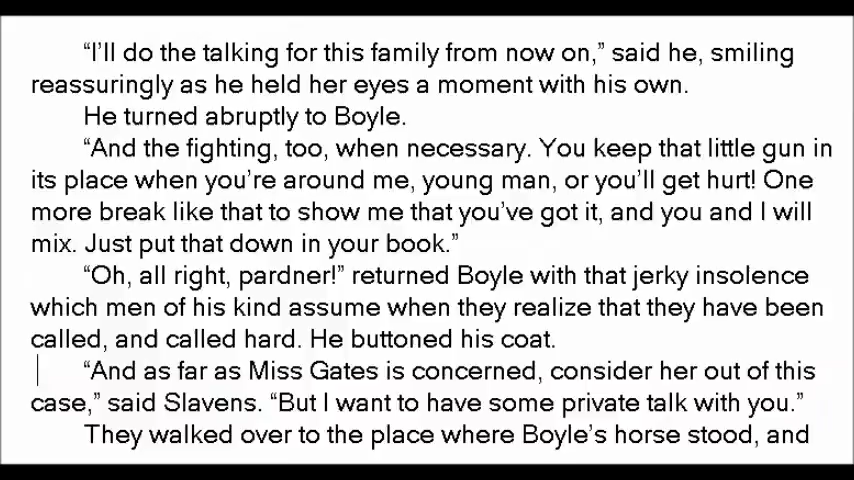 “I’ll do the talking for this family from now on,” said he, smiling
reassuringly as he held her eyes a moment with his own.
He turned abruptly to Boyle.
“And the fighting, too, when necessary. You keep that little gun in
its place when you’re around me, young man, or you’ll get hurt! One
more break like that to show me that you’ve got it, and you and I will
mix. Just put that down in your book.”
“Oh, all right, pardner!” returned Boyle with that jerky insolence
which men of his kind assume when they realize that they have been
called, and called hard. He buttoned his coat.
“And as far as Miss Gates is concerned, consider her out of this
case,” said Slavens. “But I want to have some private talk with you.”
They walked over to the place where Boyle’s horse stood, and